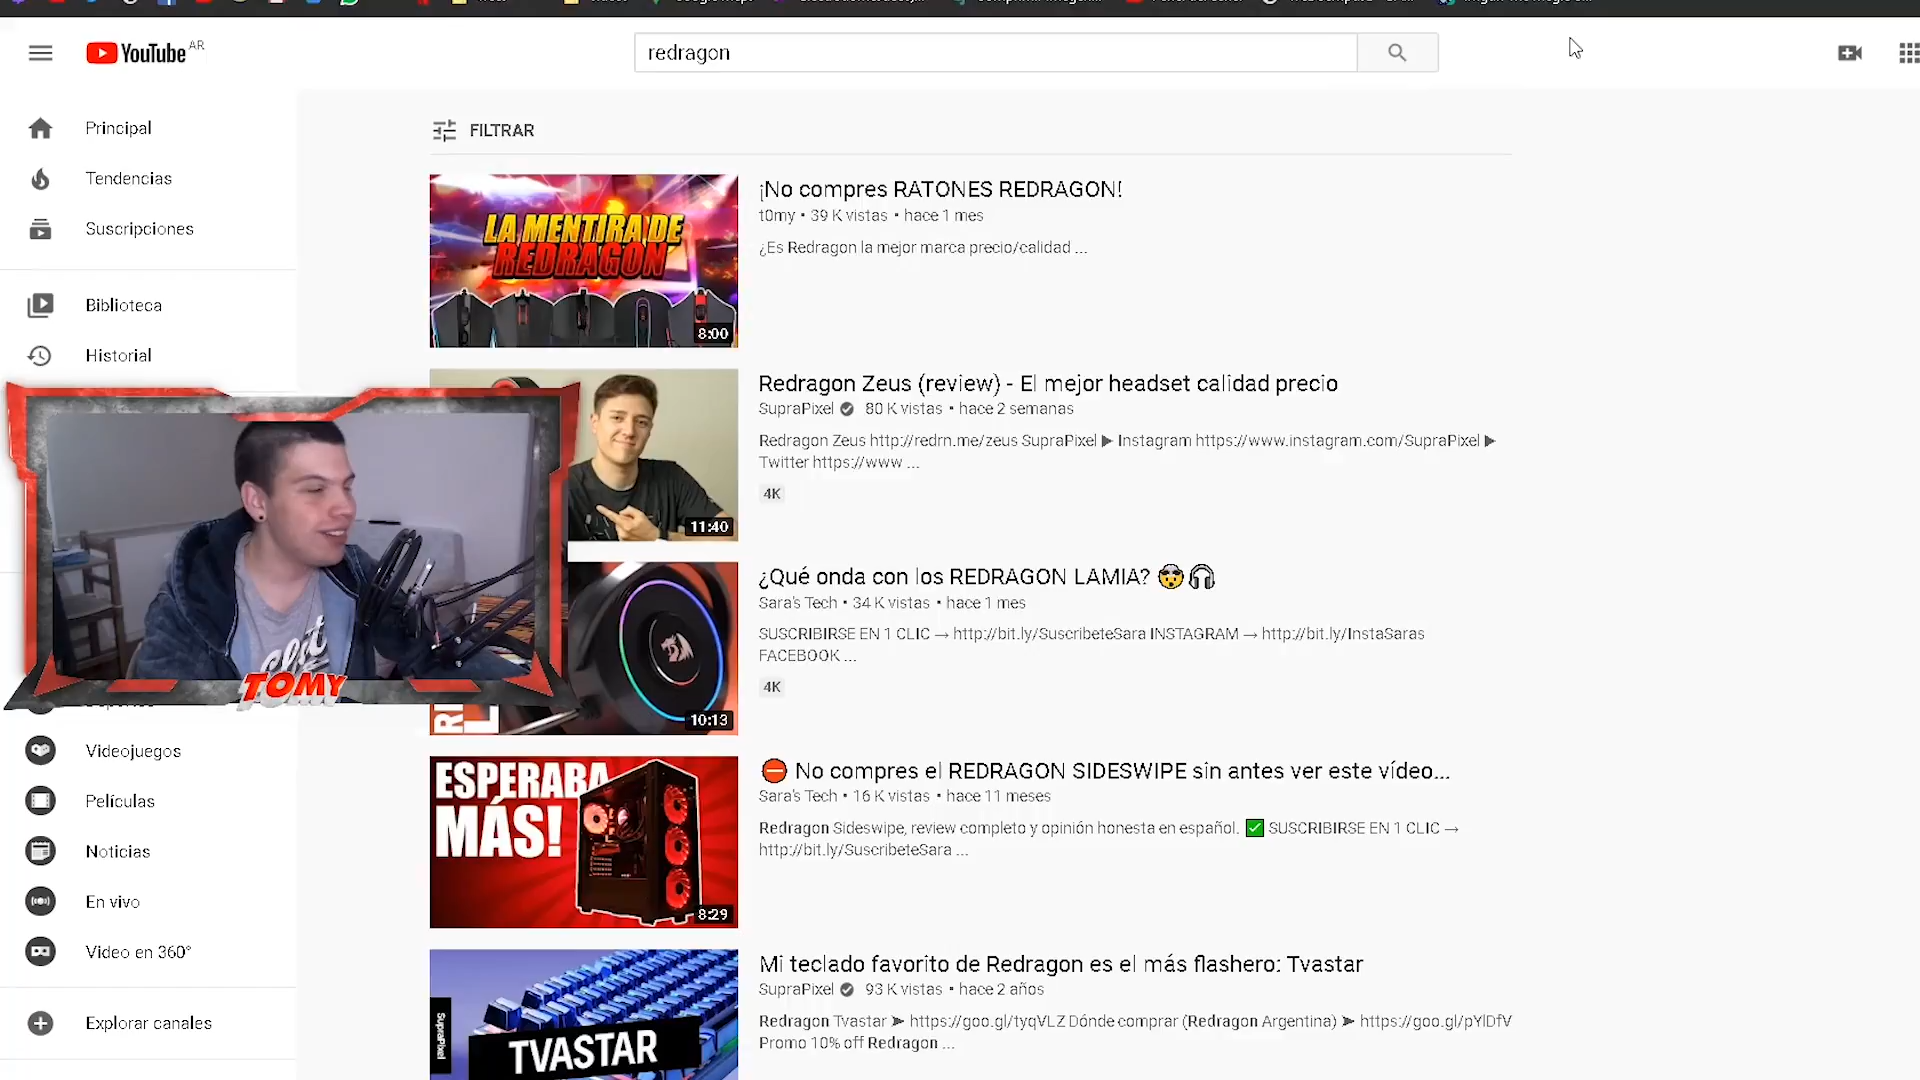 YouTube AR
redragon
Principal
Tendencias
Suscripciones
Biblioteca
Historial
Videojuegos
Películas
Noticias
En vivo
Video en 360°
Explorar canales
TOMY
FILTRAR
LA MENTIRA DE
REDRAGON
8:00
¡No compres RATONES REDRAGON!
t0my • 39 K vistas • hace 1 mes
¿Es Redragon la mejor marca precio/calidad ...
11:40
Redragon Zeus (review) - El mejor headset calidad precio
SupraPixel 80 K vistas • hace 2 semanas
Redragon Zeus http://redrn.me/zeus SupraPixel ▶ Instagram https://www.instagram.com/SupraPixel ▶
Twitter https://www ...
4K
10:13
¿Qué onda con los REDRAGON LAMIA? 🤯🎧
Sara's Tech • 34 K vistas • hace 1 mes
SUSCRIBIRSE EN 1 CLIC → http://bit.ly/SuscribeteSara INSTAGRAM → http://bit.ly/InstaSaras
FACEBOOK ...
4K
ESPERABA
MÁS!
8:29
⛔ No compres el REDRAGON SIDESWIPE sin antes ver este vídeo...
Sara's Tech • 16 K vistas • hace 11 meses
Redragon Sideswipe, review completo y opinión honesta en español. ✅ SUSCRIBIRSE EN 1 CLIC →
http://bit.ly/SuscribeteSara ...
SupraPixel
TVASTAR
Mi teclado favorito de Redragon es el más flashero: Tvastar
SupraPixel 93 K vistas • hace 2 años
Redragon Tvastar ➤ https://goo.gl/tyqVLZ Dónde comprar (Redragon Argentina) ➤ https://goo.gl/pYlDfV
Promo 10% off Redragon ...